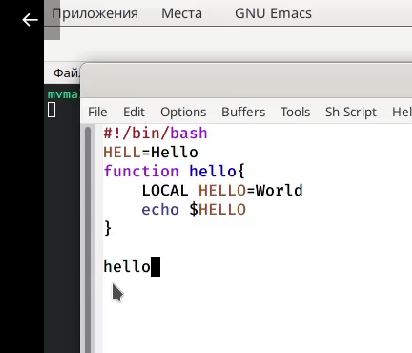 Приложения Места GNU Emacs
Фай
mvma
File Edit Options Buffers Tools Sh Script Hel
#!/bin/bash
HELL=Hello
function hello{
    LOCAL HELLO=World
    echo $HELLO
}
hello